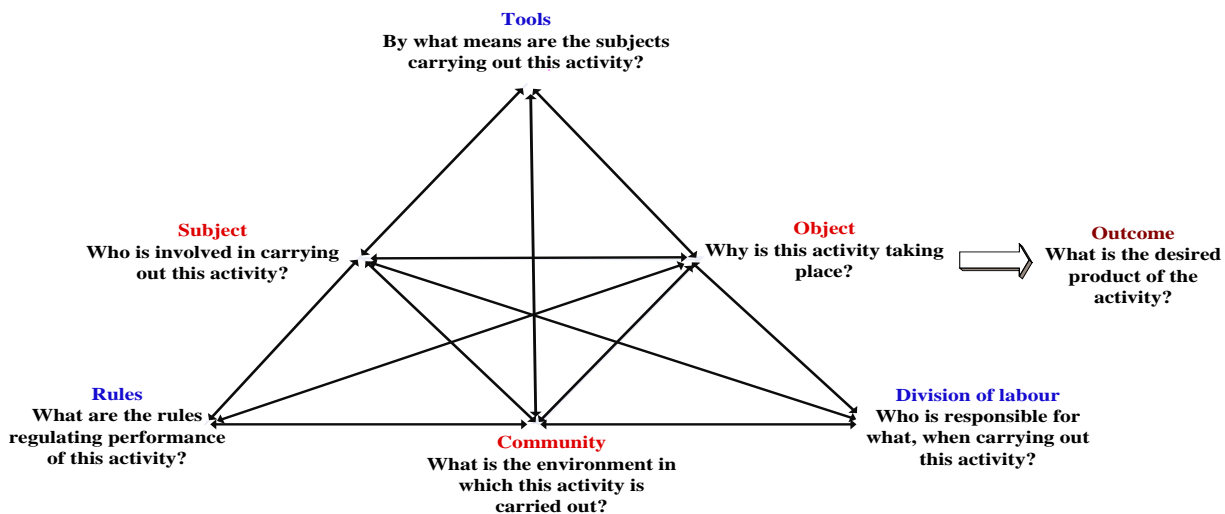 Tools
By what means are the subjects
carrying out this activity?
Subject
Who is involved in carrying
out this activity?
Object
Why is this activity taking
place?
Outcome
What is the desired
product of the
activity?
Rules
What are the rules
regulating performance
of this activity?
Community
What is the environment in
which this activity is
carried out?
Division of labour
Who is responsible for
what, when carrying out
this activity?